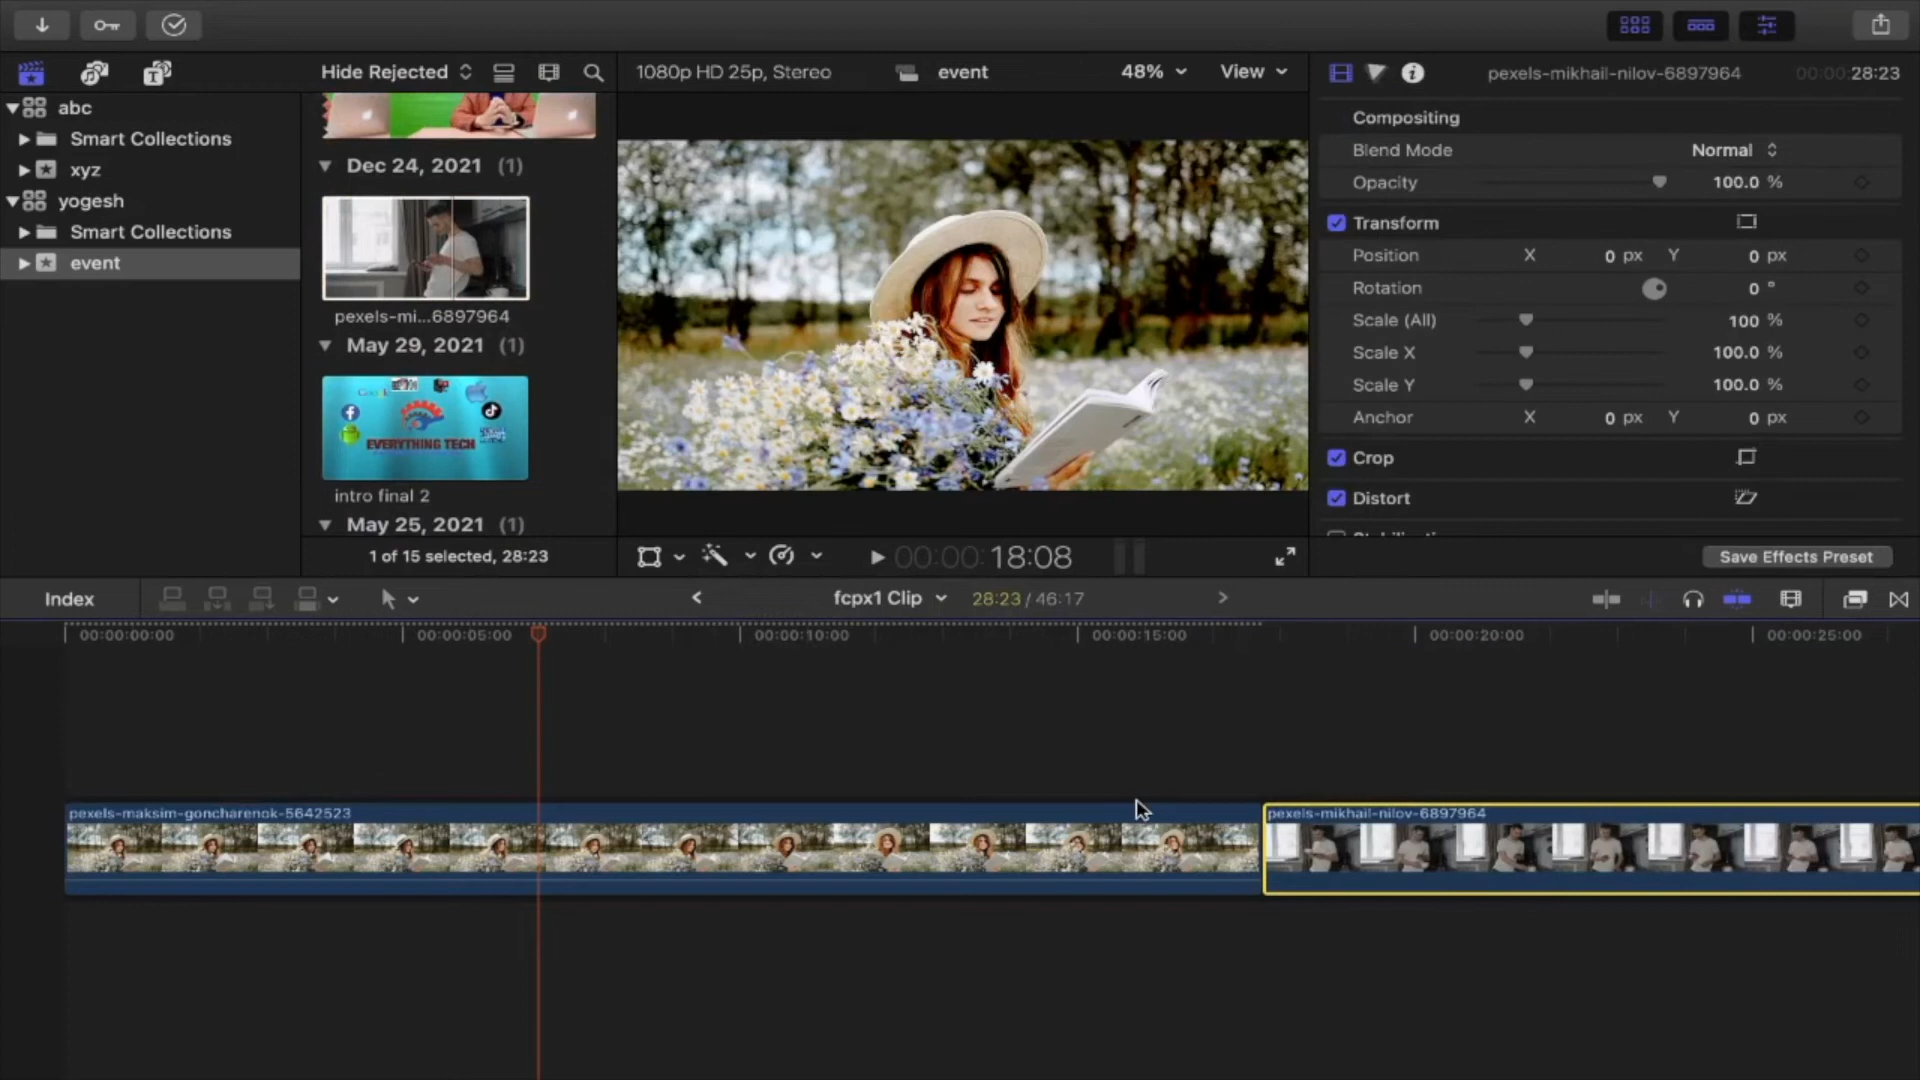 Hide Rejected
1080p HD 25p, Stereo
event
48%
View
pexels-mikhail-nilov-6897964
00:00:28:23
abc
Smart Collections
xyz
yogesh
Smart Collections
event
Dec 24, 2021 (1)
pexels-mi...6897964
May 29, 2021 (1)
Google
EVERYTHING TECH
intro final 2
May 25, 2021 (1)
1 of 15 selected, 28:23
Compositing
Blend Mode Normal
Opacity 100.0 %
Transform
Position X 0 px Y 0 px
Rotation 0 °
Scale (All) 100 %
Scale X 100.0 %
Scale Y 100.0 %
Anchor X 0 px Y 0 px
Crop
Distort
Save Effects Preset
00:00:18:08
Index
fcpx1 Clip
28:23 / 46:17
00:00:00:00
00:00:05:00
00:00:10:00
00:00:15:00
00:00:20:00
00:00:25:00
pexels-maksim-goncharenok-5642523
pexels-mikhail-nilov-6897964